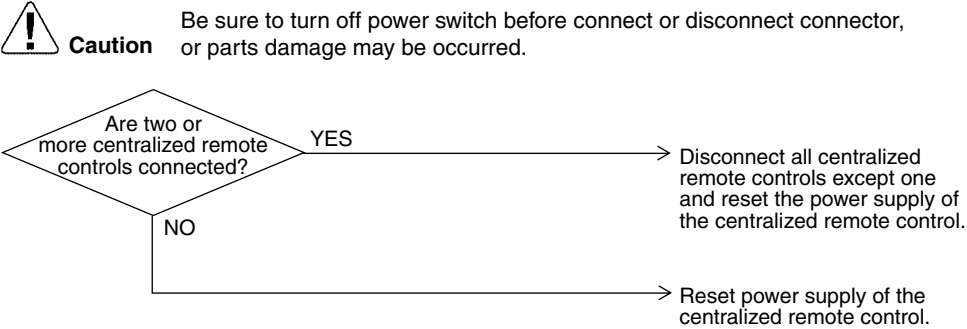 Caution
Be sure to turn off power switch before connect or disconnect connector,
or parts damage may be occurred.
Are two or
more centralized remote
controls connected?
YES
Disconnect all centralized
remote controls except one
and reset the power supply of
the centralized remote control.
NO
Reset power supply of the
centralized remote control.